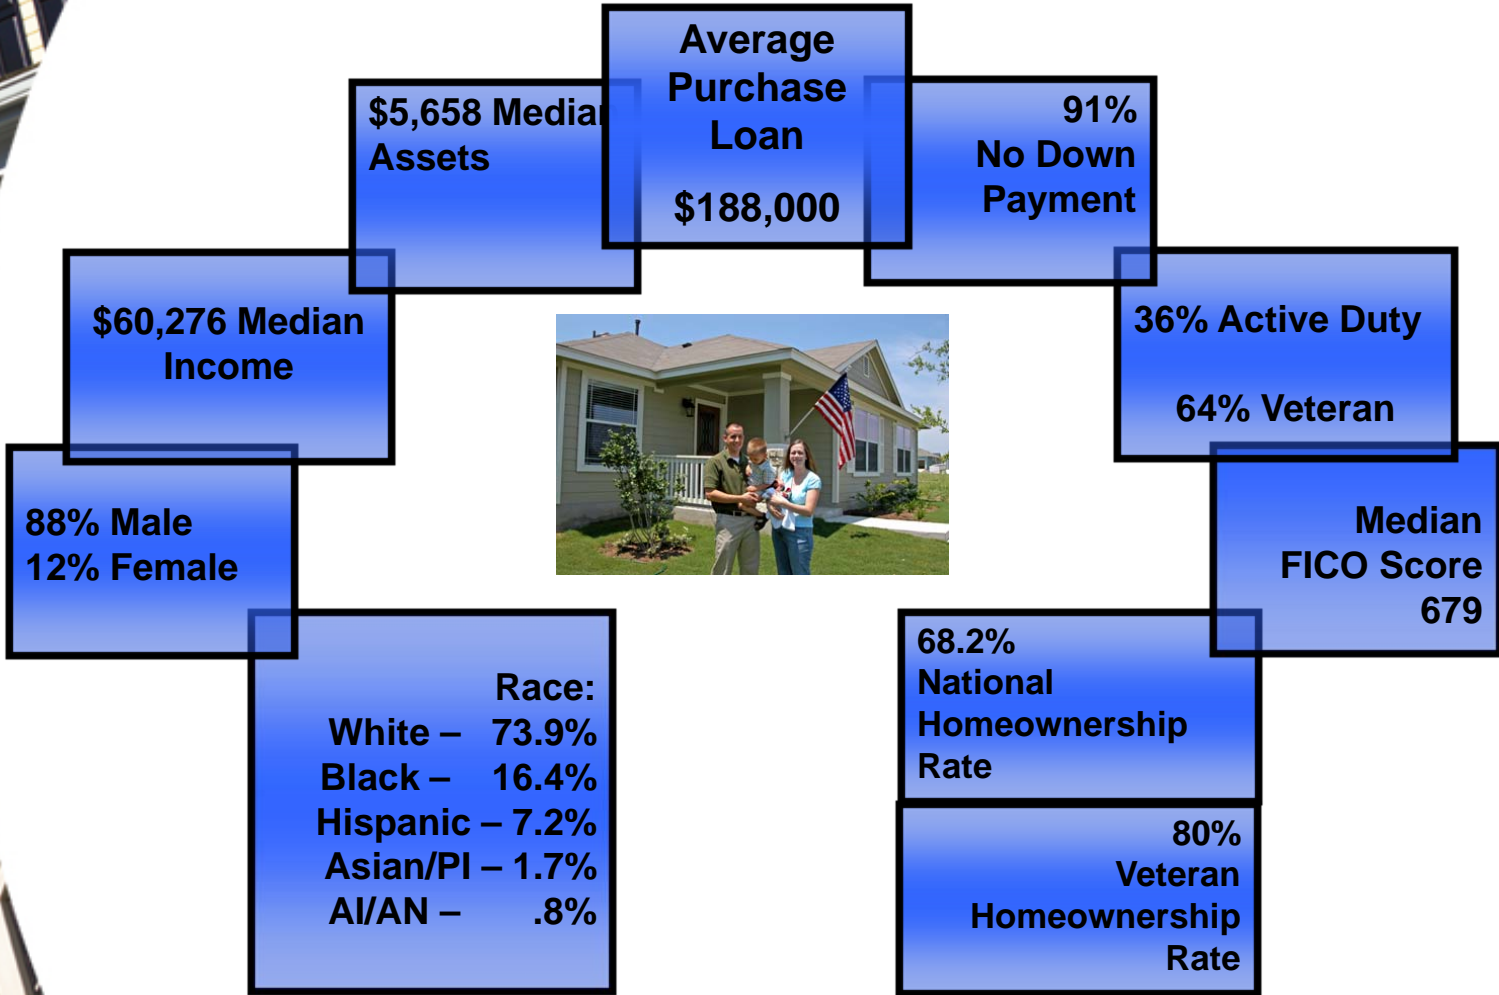 Average
Purchase
Loan
$188,000
$5,658 Median
Assets
91%
No Down
Payment
$60,276 Median
Income
36% Active Duty
64% Veteran
88% Male
12% Female
Median
FICO Score
679
Race:
White – 73.9%
Black – 16.4%
Hispanic – 7.2%
Asian/PI – 1.7%
AI/AN – .8%
68.2%
National
Homeownership
Rate
80%
Veteran
Homeownership
Rate